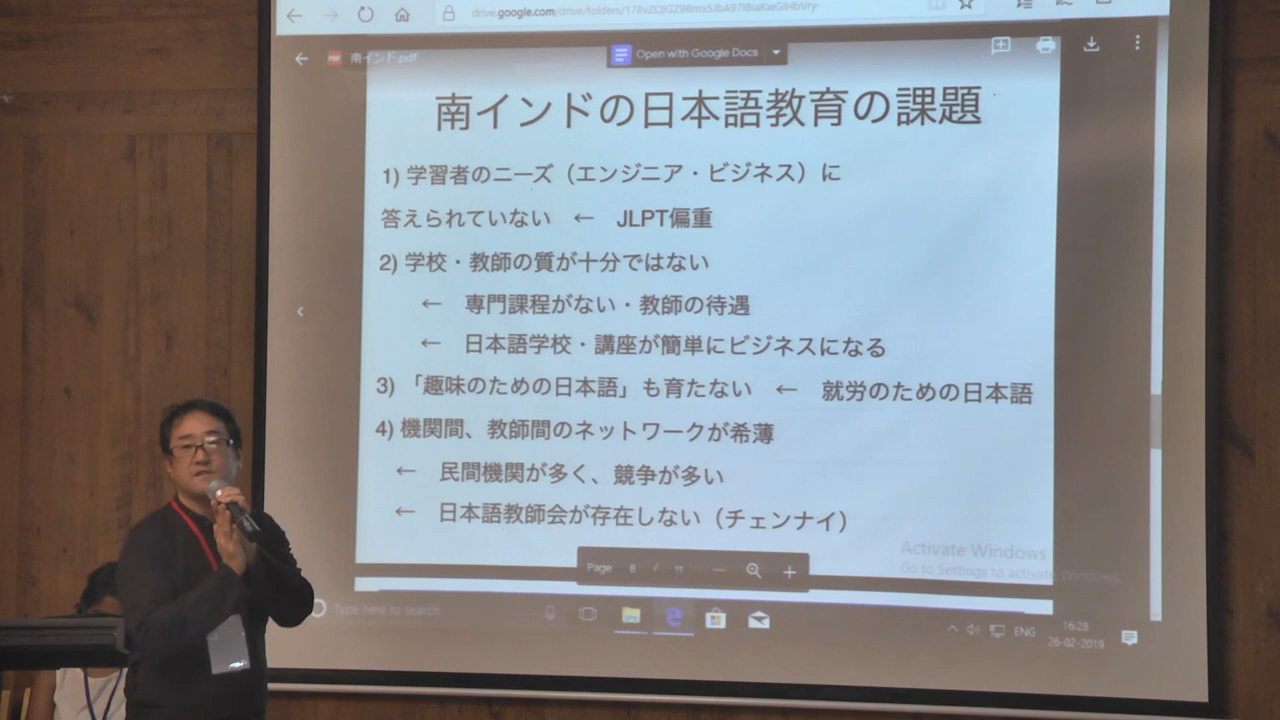 drive.google.com/drive/folders/
南インド.pdf
Open with Google Docs
南インドの日本語教育の課題
1) 学習者のニーズ（エンジニア・ビジネス）に
答えられていない ← JLPT偏重
2) 学校・教師の質が十分ではない
← 専門課程がない・教師の待遇
← 日本語学校・講座が簡単にビジネスになる
3) 「趣味のための日本語」も育たない ← 就労のための日本語
4) 機関間、教師間のネットワークが希薄
← 民間機関が多く、競争が多い
← 日本語教師会が存在しない（チェンナイ）
Activate Windows
Go to Settings to activate Windows
Page 8 / 11
Type here to search
ENG
16:28
26-02-2019